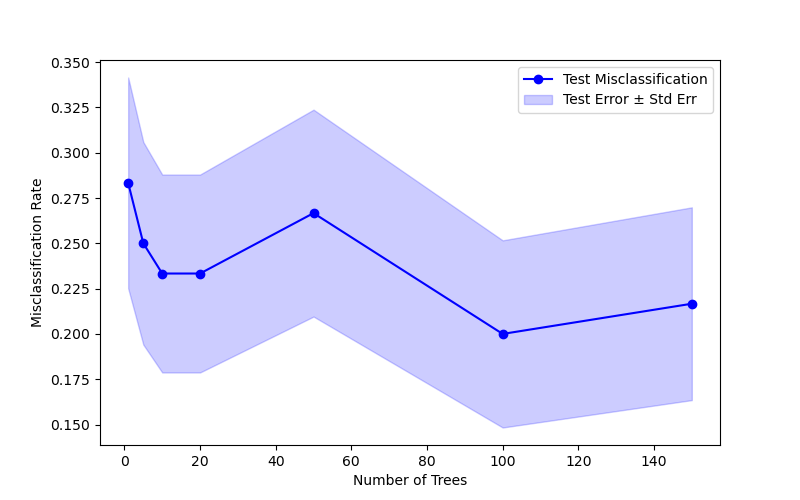 0.350
0.325
0.300
0.275
0.250
0.225
0.200
0.175
0.150
Misclassification Rate
Test Misclassification
Test Error ± Std Err
0 20 40 60 80 100 120 140
Number of Trees